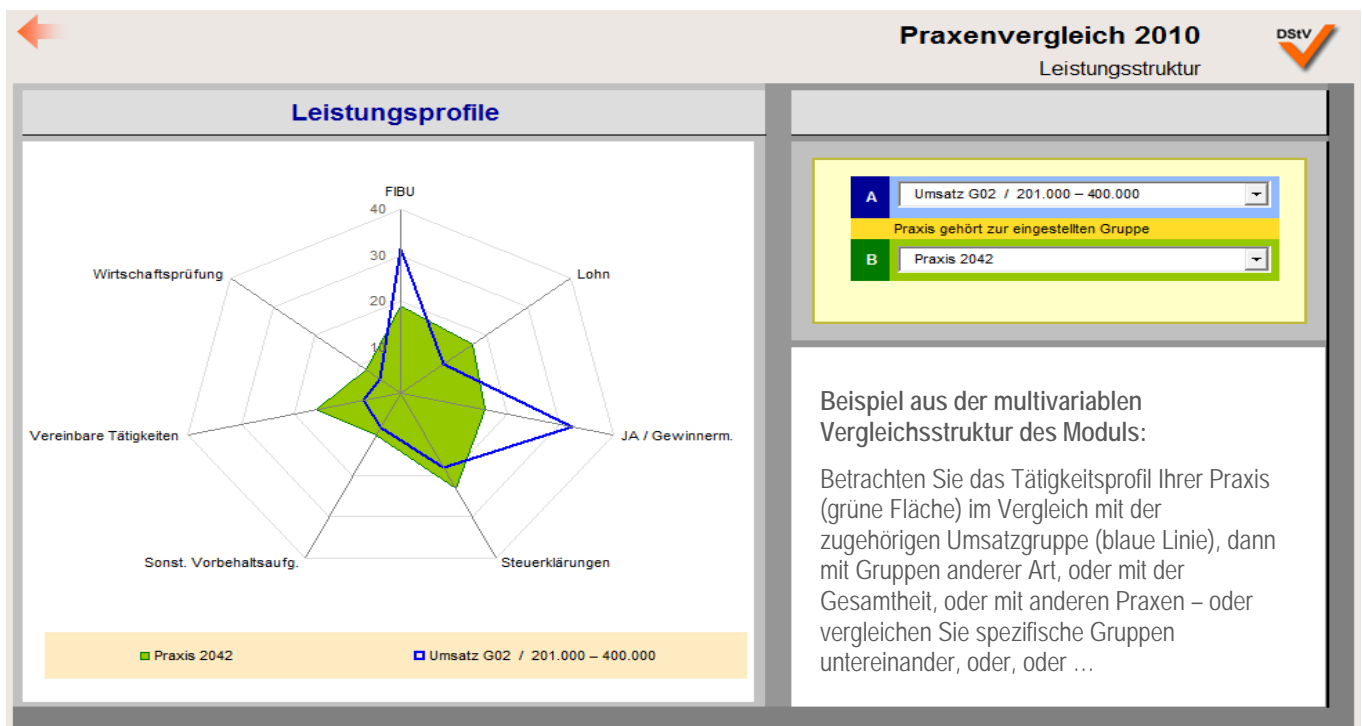 Praxenvergleich 2010
Leistungsstruktur
DStV
Leistungsprofile
FIBU
40
30
20
Lohn
JA / Gewinnerm.
Steuerklärungen
Sonst. Vorbehaltsaufg.
Vereinbare Tätigkeiten
Wirtschaftsprüfung
Praxis 2042
Umsatz G02 / 201.000 – 400.000
A
Umsatz G02 / 201.000 – 400.000
Praxis gehört zur eingestellten Gruppe
B
Praxis 2042
Beispiel aus der multivariablen
Vergleichsstruktur des Moduls:
Betrachten Sie das Tätigkeitsprofil Ihrer Praxis
(grüne Fläche) im Vergleich mit der
zugehörigen Umsatzgruppe (blaue Linie), dann
mit Gruppen anderer Art, oder mit der
Gesamtheit, oder mit anderen Praxen – oder
vergleichen Sie spezifische Gruppen
untereinander, oder, oder …